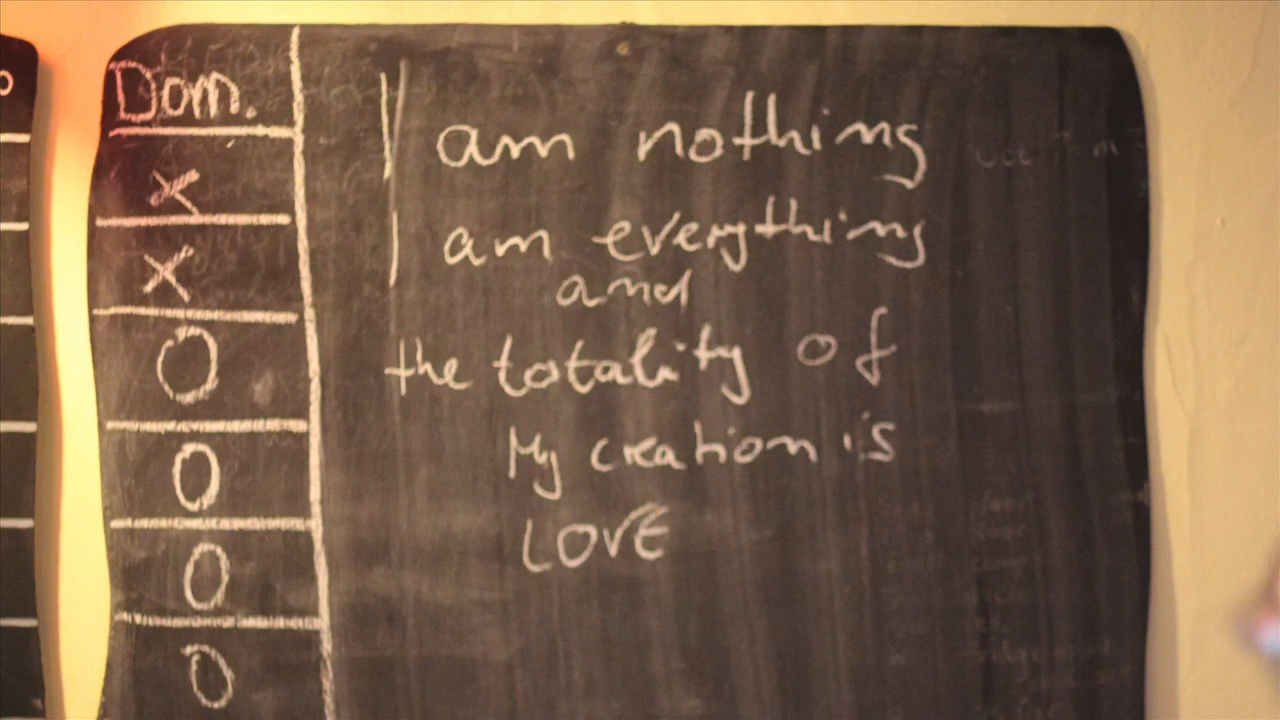 o
Dom.
X
X
O
O
O
O
I am nothing
I am everything
and
the totality of
My creation is
LOVE